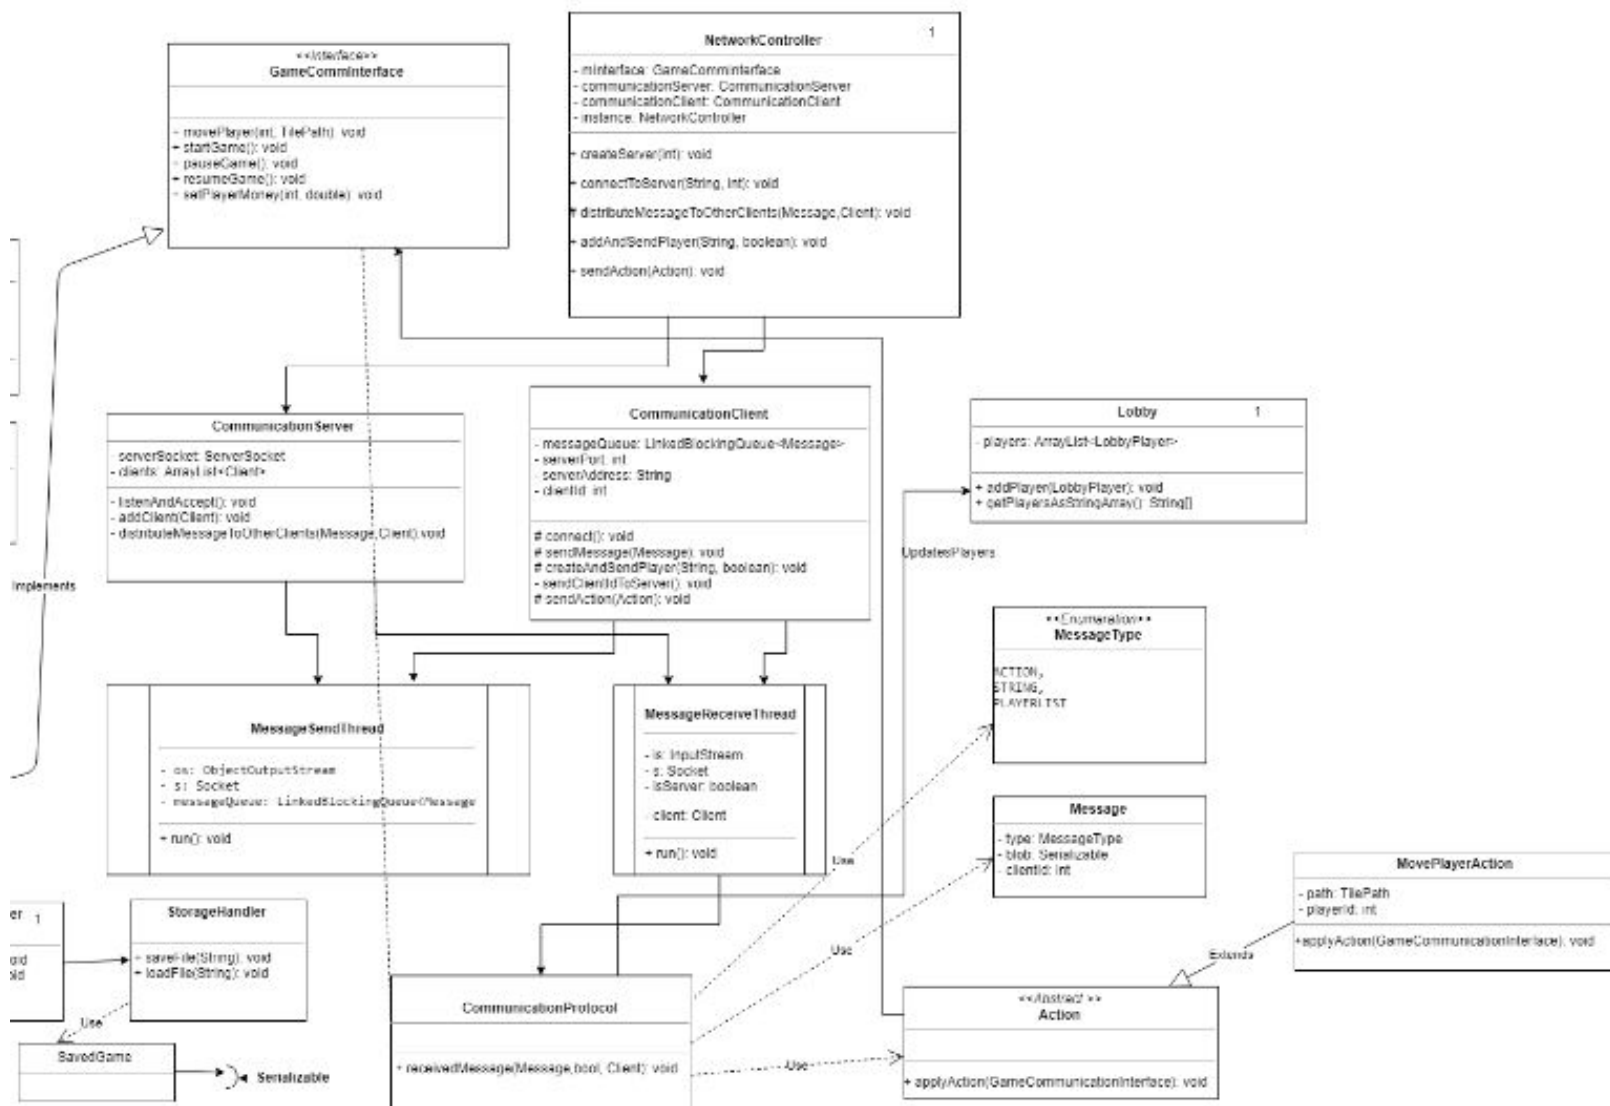 <<Interface>>
GameCommInterface
- movePlayer(int, TilePath): void
+ startGame(): void
- pauseGame(): void
+ resumeGame(): void
- setPlayerMoney(int, double): void
NetworkController
1
- minterface: GameCommInterface
- communicationServer: CommunicationServer
- communicationClient: CommunicationClient
- instance: NetworkController
+ createServer(int): void
+ connectToServer(String, int): void
# distributeMessageToOtherClients(Message,Client): void
+ addAndSendPlayer(String, boolean): void
+ sendAction(Action): void
CommunicationServer
- serverSocket: ServerSocket
- clients: ArrayList<Client>
- listenAndAccept(): void
- addClient(Client): void
- distributeMessageToOtherClients(Message,Client):void
CommunicationClient
- messageQueue: LinkedBlockingQueue<Message>
- serverPort: int
- serverAddress: String
- clientId: int
# connect(): void
# sendMessage(Message): void
# createAndSendPlayer(String, boolean): void
- sendClientIdToServer(): void
# sendAction(Action): void
Lobby
1
- players: ArrayList<LobbyPlayer>
+ addPlayer(LobbyPlayer): void
+ getPlayersAsStringArray(): String[]
UpdatesPlayers
Implements
**Enumaration**
MessageType
ACTION,
STRING,
PLAYERLIST
MessageSendThread
- os: ObjectOutputStream
- s: Socket
- messageQueue: LinkedBlockingQueue(Message
+ run(): void
MessageReceiveThread
- is: InputStream
- s: Socket
- isServer: boolean
- client: Client
+ run(): void
Message
- type: MessageType
- blob: Serializable
- clientId: int
MovePlayerAction
- path: TilePath
- playerId: int
+applyAction(GameCommunicationInterface): void
Use
Use
Extends
er
1
oid
oid
StorageHandler
+ saveFile(String): void
+ loadFile(String): void
Use
SavedGame
Serializable
CommunicationProtocol
+ receivedMessage(Message,bool, Client): void
Use
<<Abstract >>
Action
+ applyAction(GameCommunicationInterface): void